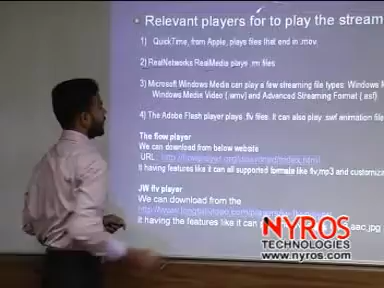 • Relevant players for to play the stream
1) QuickTime, from Apple, plays files that end in .mov.
2) RealNetworks RealMedia plays .rm files
3) Microsoft Windows Media can play a few streaming file types: Windows M
Windows Media Video (.wmv) and Advanced Streaming Format (.asf)
4) The Adobe Flash player plays .flv files. It can also play .swf animation file
The flow player
We can download from below website
URL :
It having features like it can all supported formats like flv,mp3 and customiza
JW flv player
We can download from the
It having the features like it can
aac,jpg
NYROS
TECHNOLOGIES
www.nyros.com